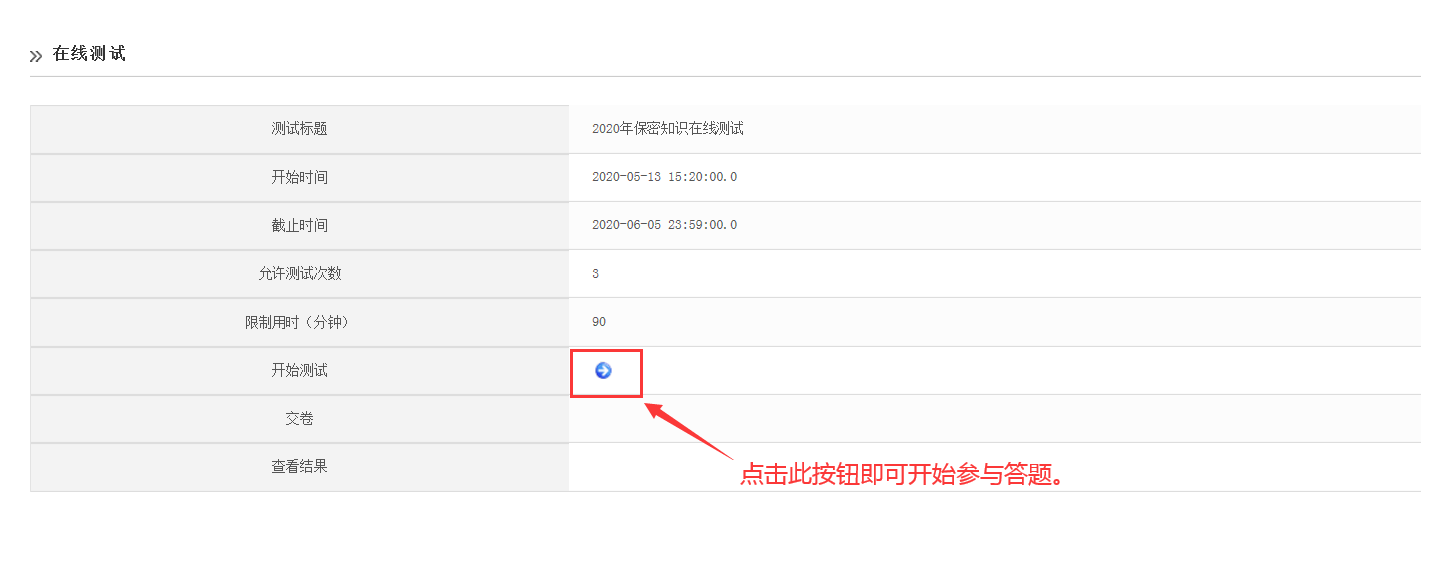 在线测试
测试标题 2020年保密知识在线测试
开始时间 2020-05-13 15:20:00.0
截止时间 2020-06-05 23:59:00.0
允许测试次数 3
限制用时（分钟） 90
开始测试
交卷
查看结果
点击此按钮即可开始参与答题。